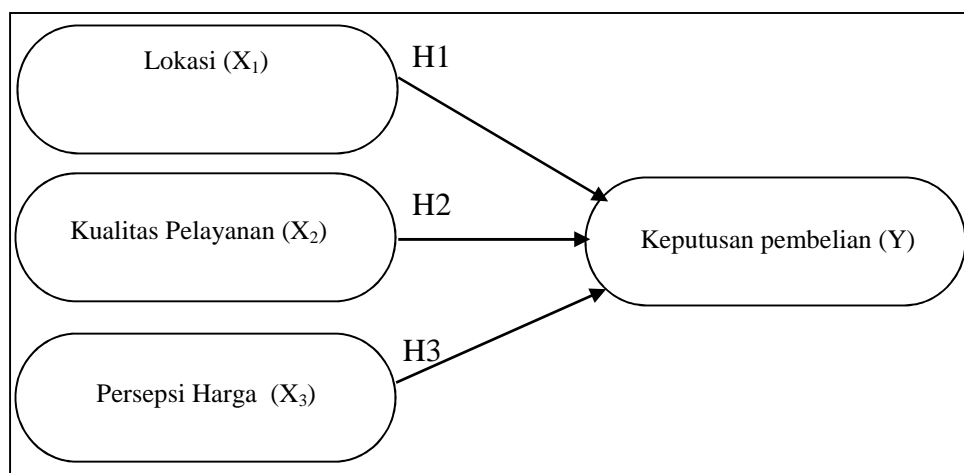 Lokasi (X₁)
H1
Kualitas Pelayanan (X₂)
H2
Keputusan pembelian (Y)
H3
Persepsi Harga (X₃)